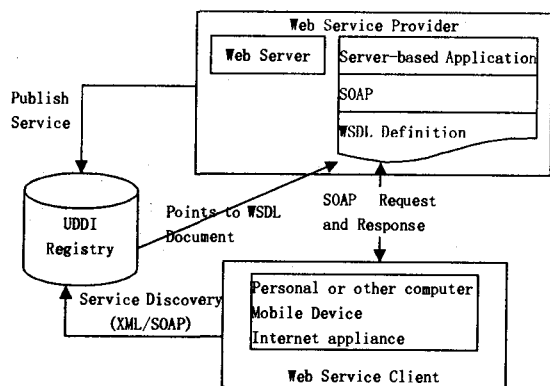 Web Service Provider
Web Server
Server-based Application
SOAP
WSDL Definition
Publish
Service
UDDI
Registry
Points to WSDL
Document
SOAP Request
and Response
Service Discovery
(XML/SOAP)
Personal or other computer
Mobile Device
Internet appliance
Web Service Client